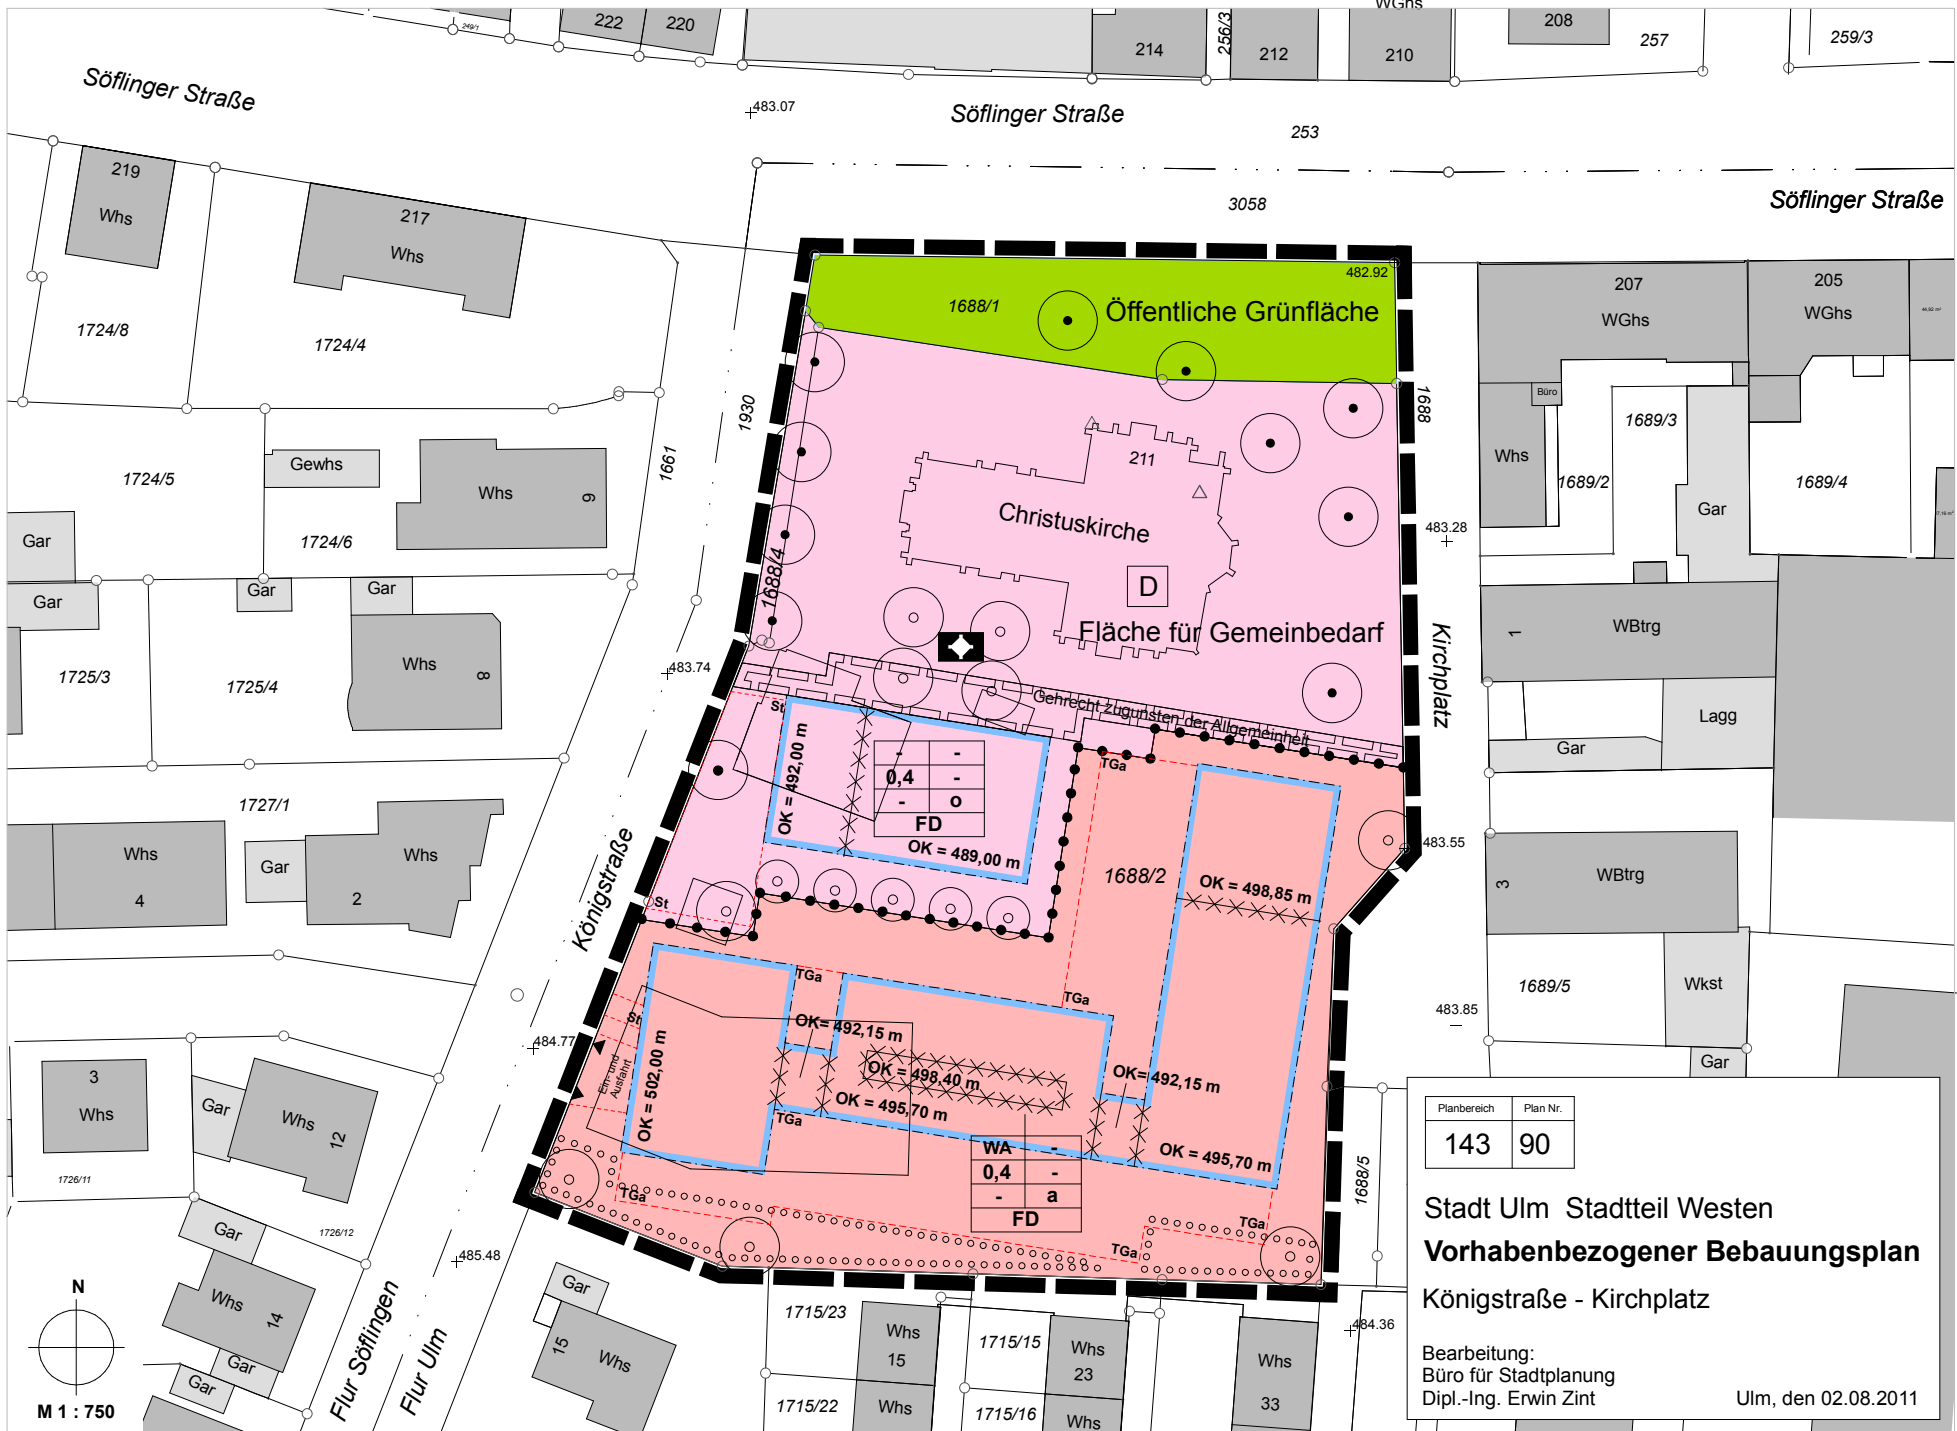 WGhs
249/1
222
220
214
256/3
212
210
208
257
259/3
Söflinger Straße
483.07
Söflinger Straße
253
219
Whs
217
Whs
3058
Söflinger Straße
1724/8
1724/4
482.92
1688/1
Öffentliche Grünfläche
207
WGhs
205
WGhs
1930
1688
Büro
1689/3
1661
Gewhs
1724/5
Whs
9
211
Whs
1689/2
1689/4
Gar
Christuskirche
Gar
1724/6
483.28
D
1688/4
Gar
Gar
Gar
Fläche für Gemeinbedarf
1
WBtrg
Kirchplatz
1725/3
1725/4
Whs
8
483.74
Gehrecht zugunsten der Allgemeinheit
St
Lagg
Gar
OK = 492,00 m
- -
0,4 -
- o
FD
OK = 489,00 m
TGa
1727/1
Königstraße
483.55
Whs
4
Gar
Whs
2
1688/2
OK = 498,85 m
3
WBtrg
St
TGa
TGa
1689/5
Wkst
St
OK= 492,15 m
483.85
484.77
Ein- und
Ausfahrt
OK = 502,00 m
OK = 498,40 m
OK= 492,15 m
OK = 495,70 m
Gar
3
Whs
Gar
Whs
12
TGa
WA -
0,4 -
- a
FD
OK = 495,70 m
1726/11
TGa
1688/5
1726/12
Gar
TGa
TGa
485.48
Whs
14
Gar
Gar
Gar
15
Whs
Flur Söflingen
Flur Ulm
1715/23
Whs
15
1715/15
Whs
23
Whs
33
484.36
1715/22
Whs
1715/16
Whs
N
M 1 : 750
Planbereich Plan Nr.
143 90
Stadt Ulm Stadtteil Westen
Vorhabenbezogener Bebauungsplan
Königstraße - Kirchplatz
Bearbeitung:
Büro für Stadtplanung
Dipl.-Ing. Erwin Zint
Ulm, den 02.08.2011